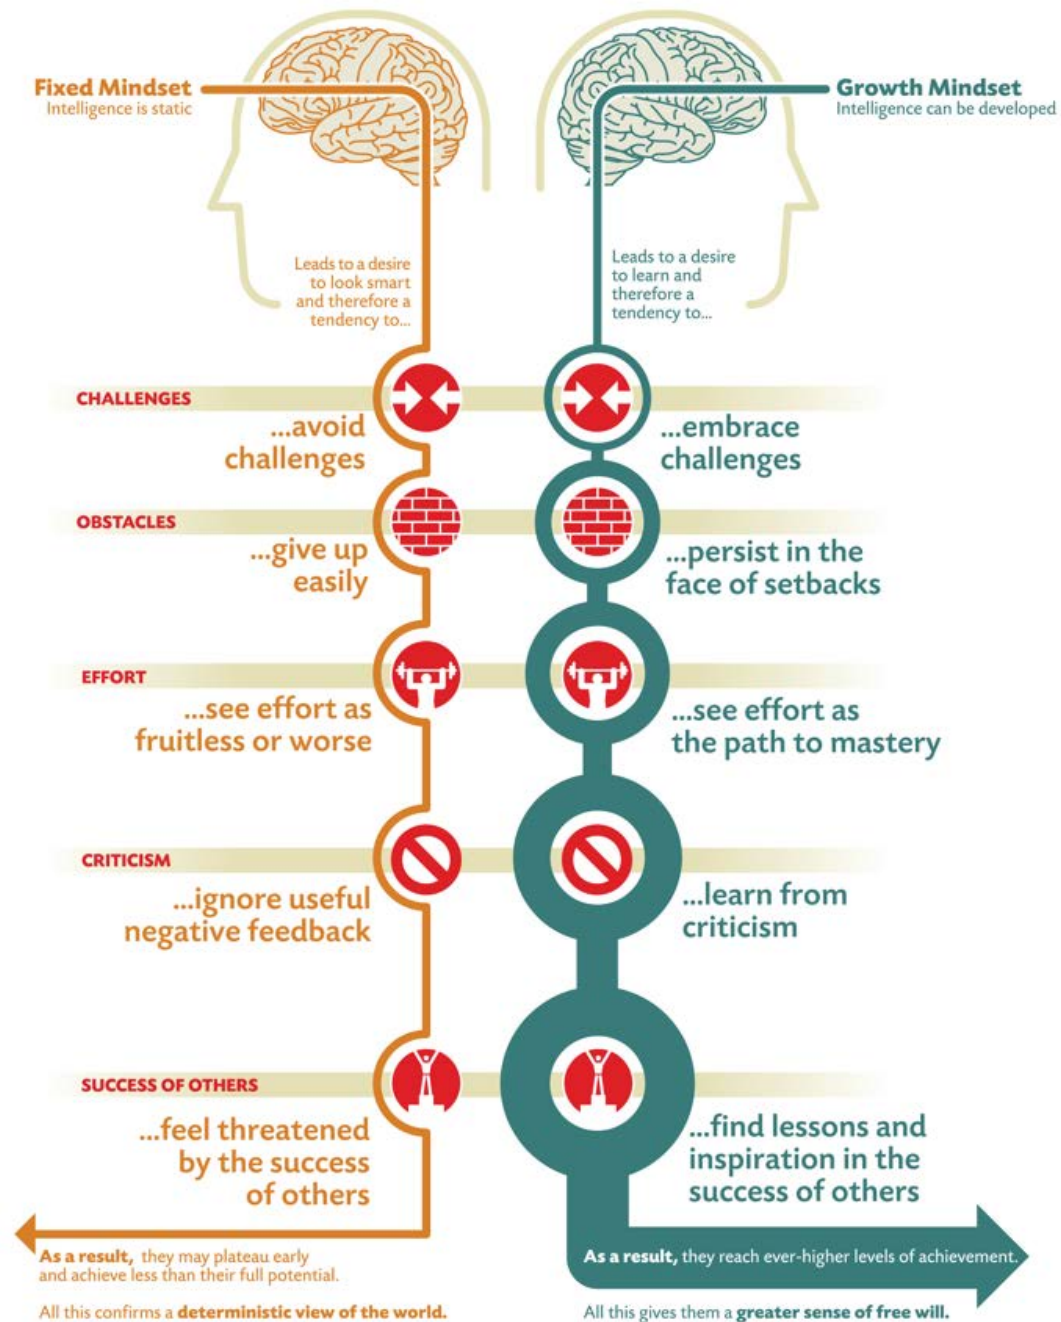 Fixed Mindset
Intelligence is static
Growth Mindset
Intelligence can be developed
Leads to a desire
to look smart
and therefore a
tendency to...
Leads to a desire
to learn and
therefore a
tendency to...
CHALLENGES
...avoid
challenges
...embrace
challenges
OBSTACLES
...give up
easily
...persist in the
face of setbacks
EFFORT
...see effort as
fruitless or worse
...see effort as
the path to mastery
CRITICISM
...ignore useful
negative feedback
...learn from
criticism
SUCCESS OF OTHERS
...feel threatened
by the success
of others
...find lessons and
inspiration in the
success of others
As a result, they may plateau early
and achieve less than their full potential.
All this confirms a deterministic view of the world.
As a result, they reach ever-higher levels of achievement.
All this gives them a greater sense of free will.